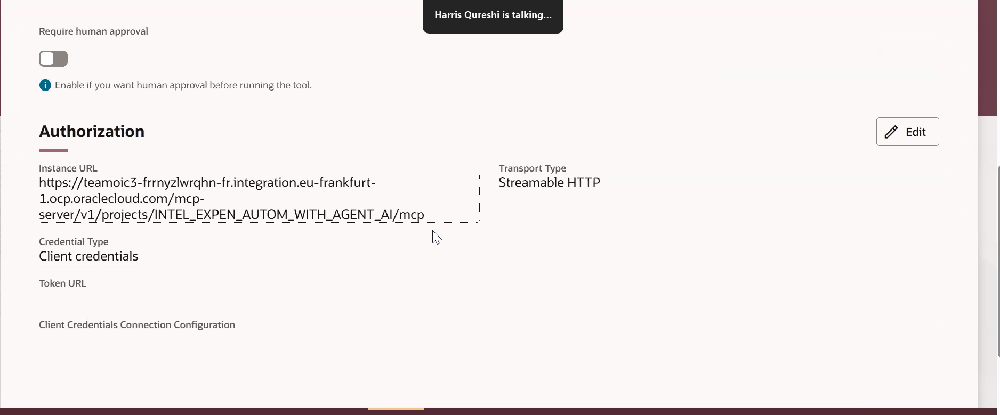 Harris Qureshi is talking...
Require human approval
Enable if you want human approval before running the tool.
Authorization
Edit
Instance URL
https://teamoic3-frrnyzlwrqhn-fr.integration.eu-frankfurt-
1.ocp.oraclecloud.com/mcp-
server/v1/projects/INTEL_EXPEN_AUTOM_WITH_AGENT_AI/mcp
Transport Type
Streamable HTTP
Credential Type
Client credentials
Token URL
Client Credentials Connection Configuration